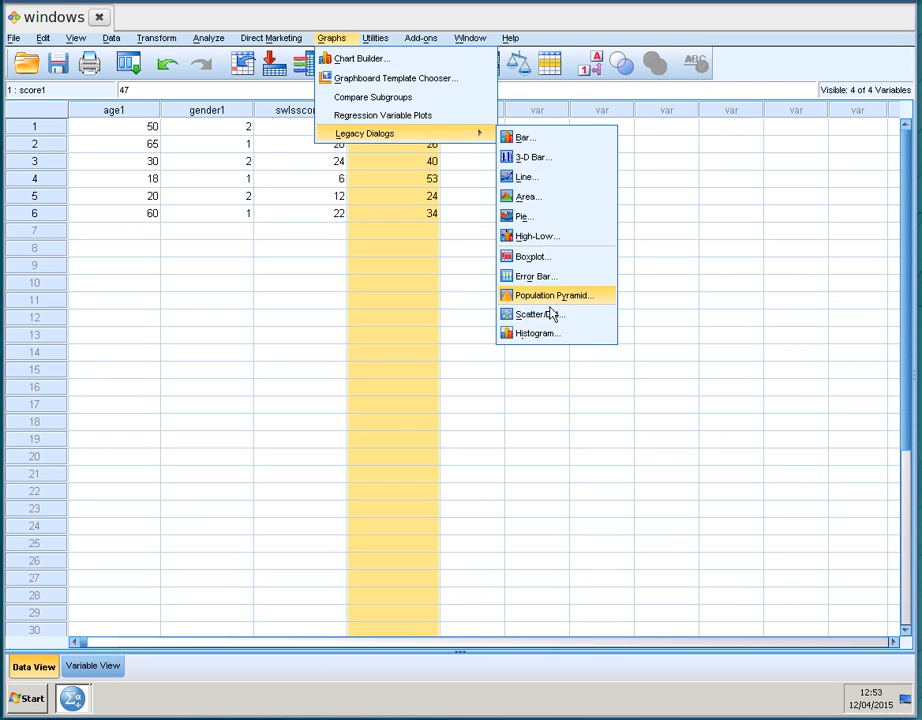 windows
File Edit View Data Transform Analyze Direct Marketing Graphs Utilities Add-ons Window Help
Chart Builder...
Graphboard Template Chooser...
Compare Subgroups
Regression Variable Plots
Legacy Dialogs
ABC
1 : score1 47 Visible: 4 of 4 Variables
age1 gender1 var var var var var var
1 50 2
2 65 1
3 30 2 24 40
4 18 1 6 53
5 20 2 12 24
6 60 1 22 34
7
8
9
10
11
12
13
14
15
16
17
18
19
20
21
22
23
24
25
26
27
28
29
30
Bar...
3-D Bar...
Line...
Area...
Pie...
High-Low...
Boxplot...
Error Bar...
Population Pyramid...
Histogram...
Data View Variable View
Start
12:53
12/04/2015